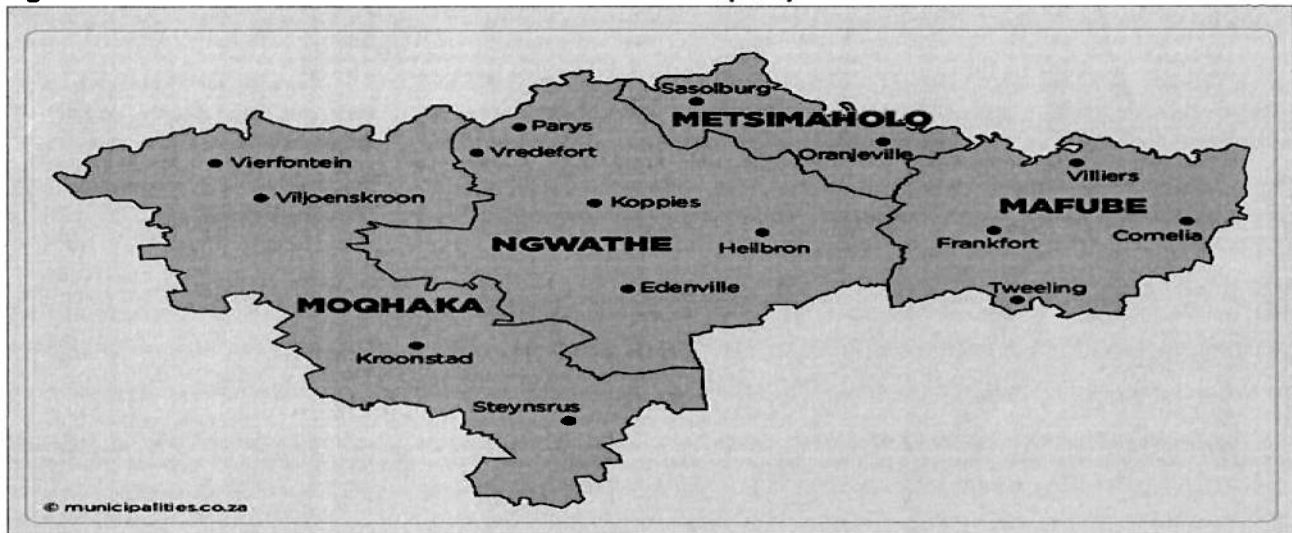 Sasolburg
METSIMAHOLO
Parys
Oranjeville
Vredefort
Vierfontein
Villiers
Viljoenskroon
Koppies
MAFUBE
NGWATHE
Heilbron
Frankfort
Cornelia
Edenville
Tweeling
MOQHAKA
Kroonstad
Steynsrus
© municipalities.co.za